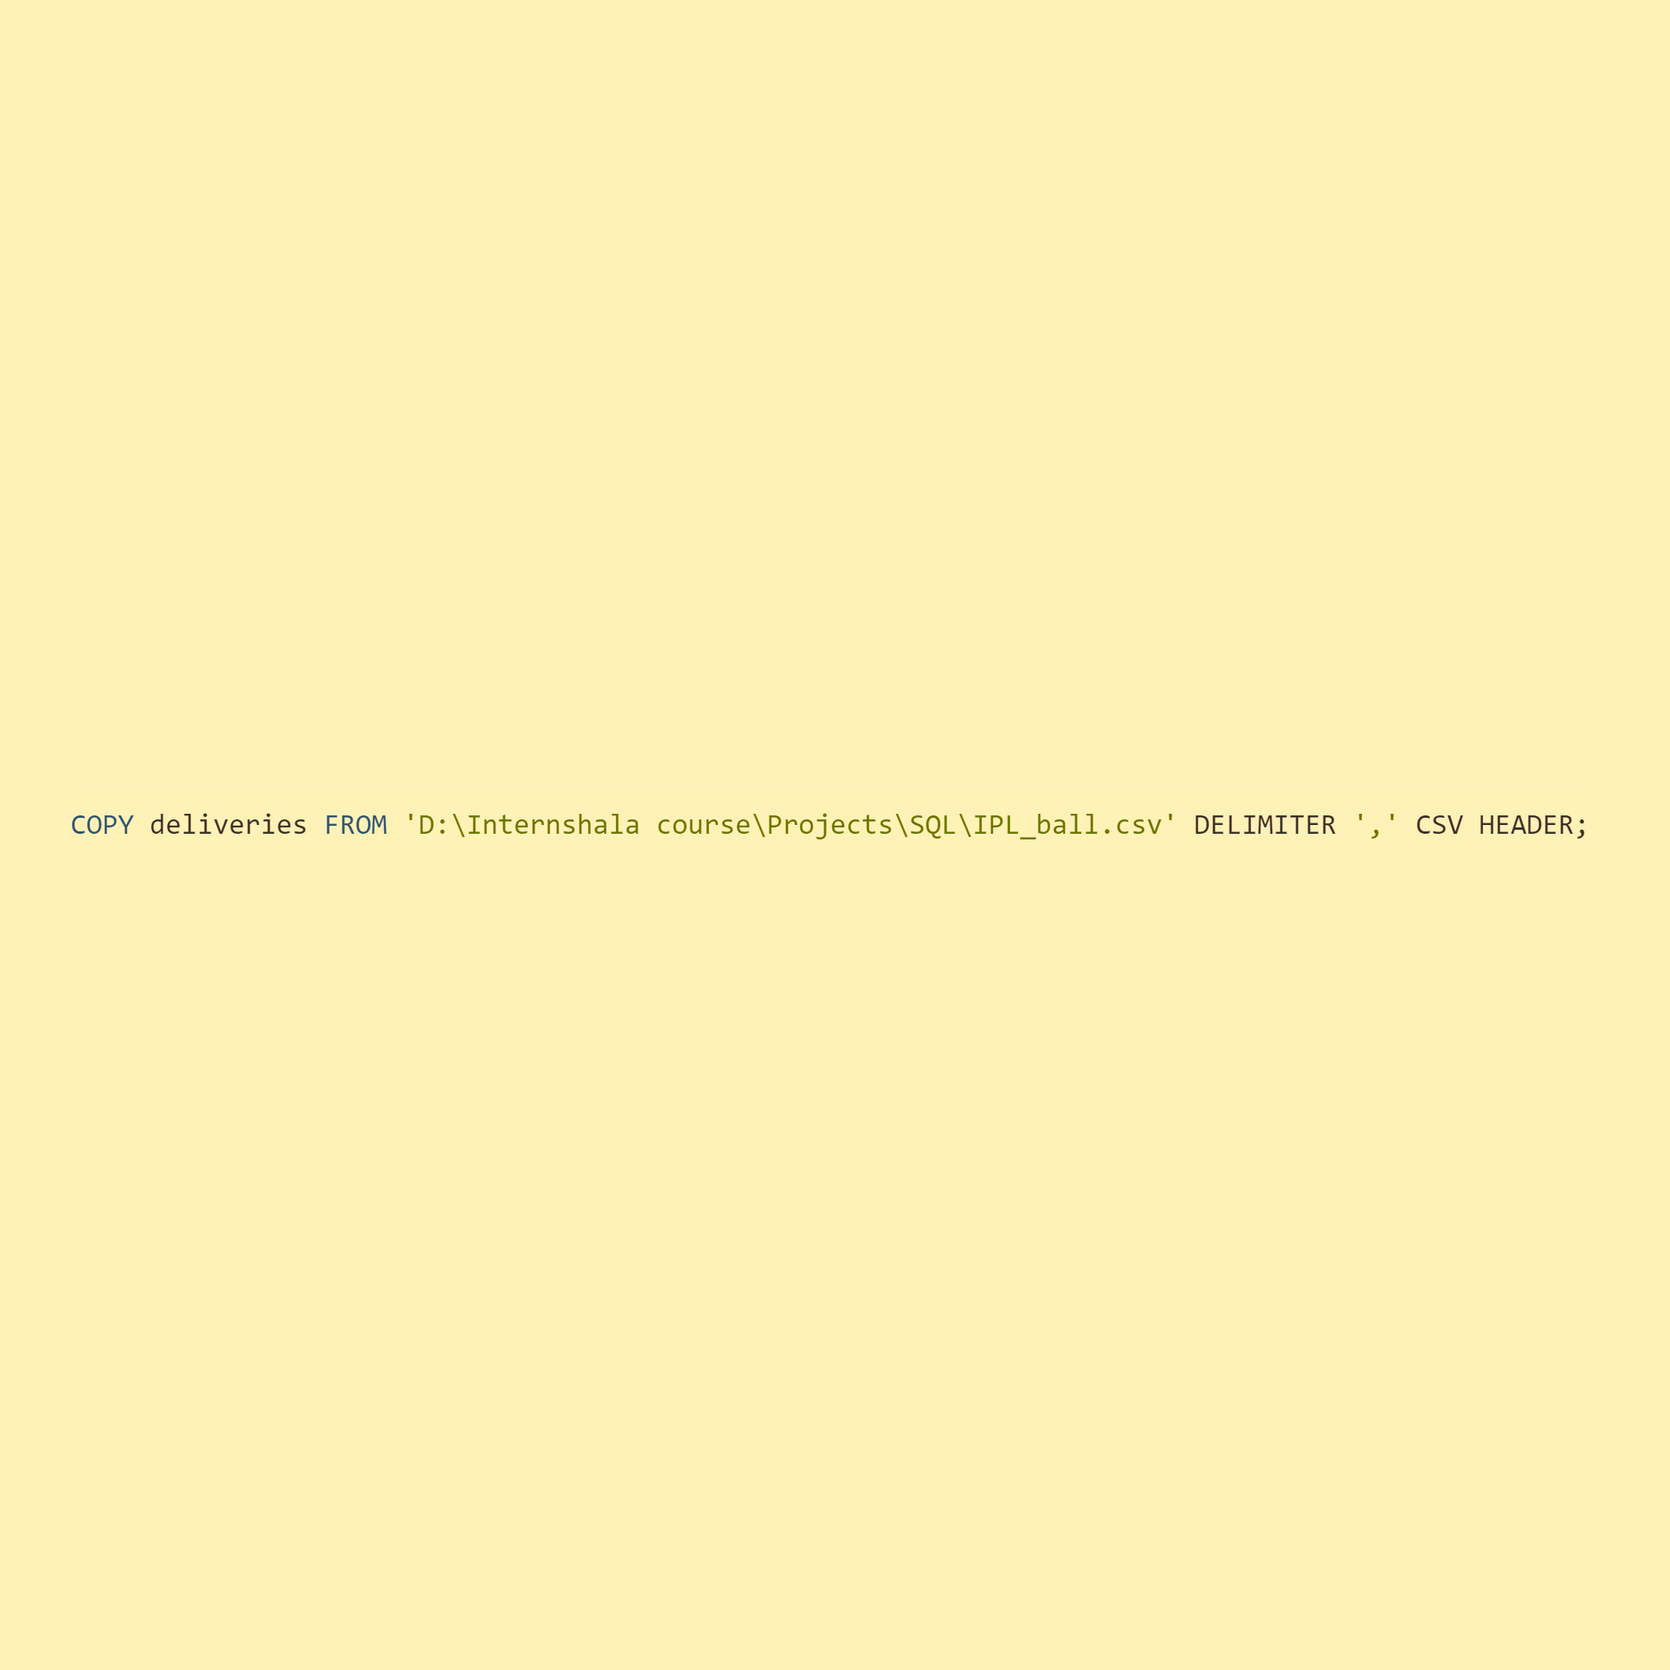 COPY deliveries FROM 'D:\Internshala course\Projects\SQL\IPL_ball.csv' DELIMITER ',' CSV HEADER;